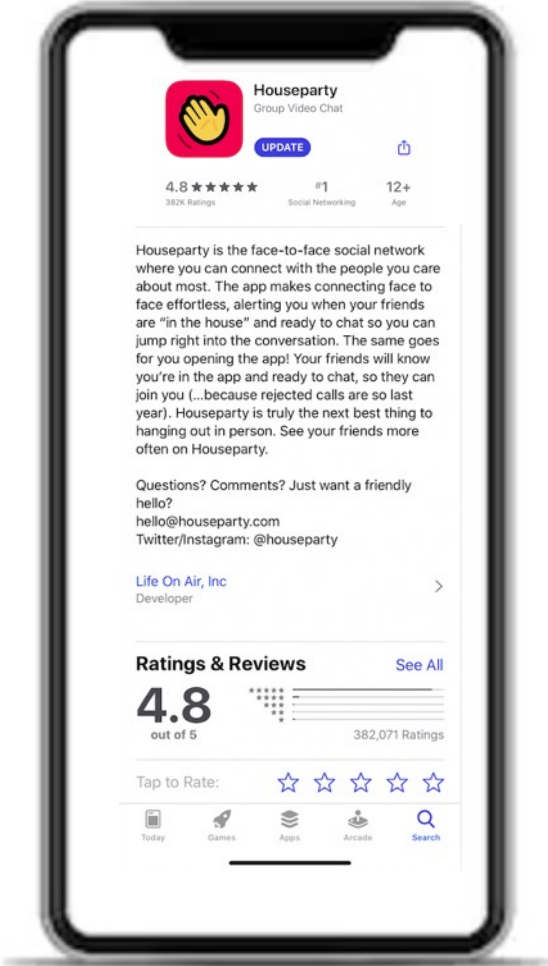 Houseparty
Group Video Chat
UPDATE
4.8 ★★★★★ #1 12+
382K Ratings Social Networking Age
Houseparty is the face-to-face social network
where you can connect with the people you care
about most. The app makes connecting face to
face effortless, alerting you when your friends
are “in the house” and ready to chat so you can
jump right into the conversation. The same goes
for you opening the app! Your friends will know
you’re in the app and ready to chat, so they can
join you (...because rejected calls are so last
year). Houseparty is truly the next best thing to
hanging out in person. See your friends more
often on Houseparty.
Questions? Comments? Just want a friendly
hello?
hello@houseparty.com
Twitter/Instagram: @houseparty
Life On Air, Inc
Developer
Ratings & Reviews See All
4.8
out of 5 382,071 Ratings
Tap to Rate:
Today Games Apps Arcade Search